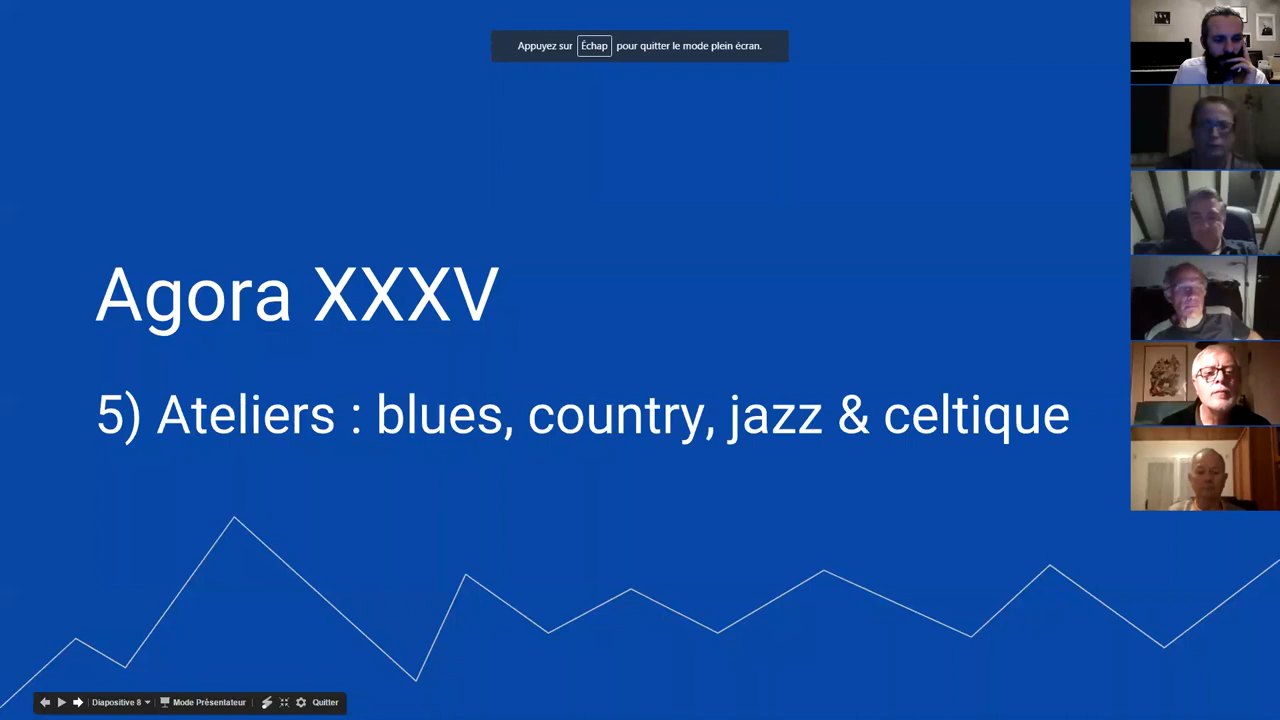 Appuyez sur Échap pour quitter le mode plein écran.
Agora XXXV
5) Ateliers : blues, country, jazz & celtique
Diapositive 8 Mode Présentateur Quitter